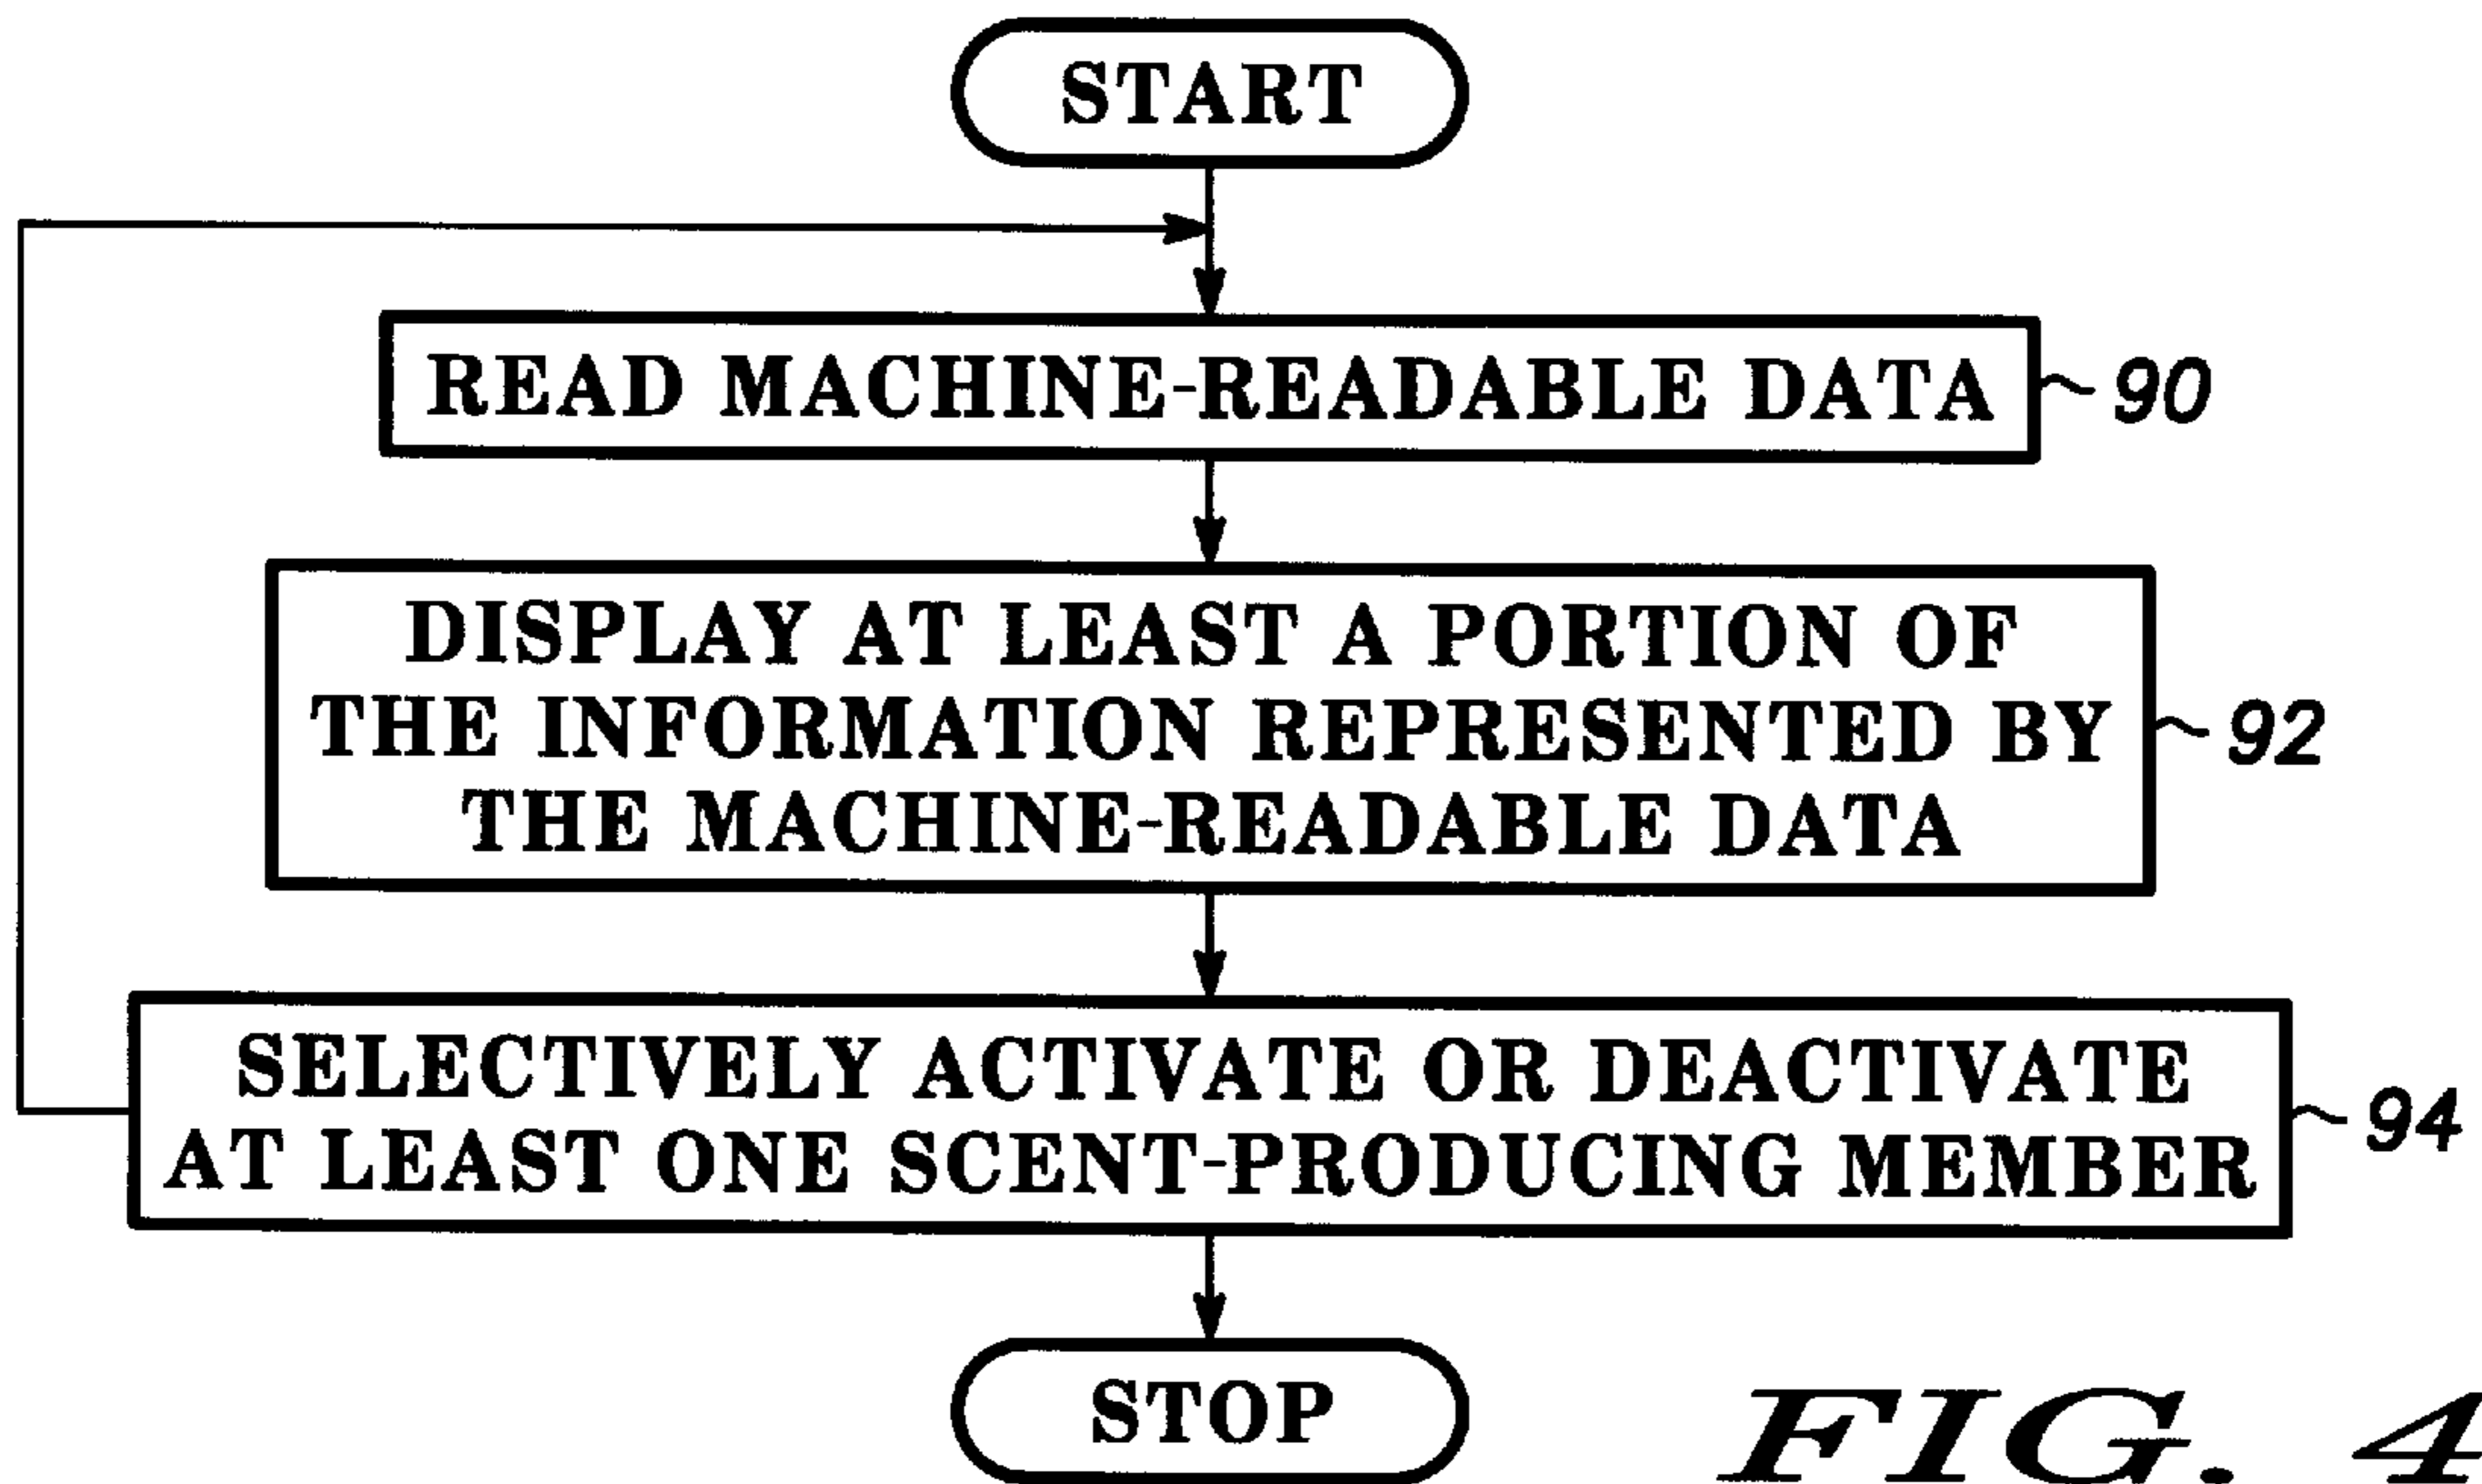 START
READ MACHINE-READABLE DATA
90
DISPLAY AT LEAST A PORTION OF
THE INFORMATION REPRESENTED BY
THE MACHINE-READABLE DATA
92
SELECTIVELY ACTIVATE OR DEACTIVATE
AT LEAST ONE SCENT-PRODUCING MEMBER
94
STOP
FIG. 4